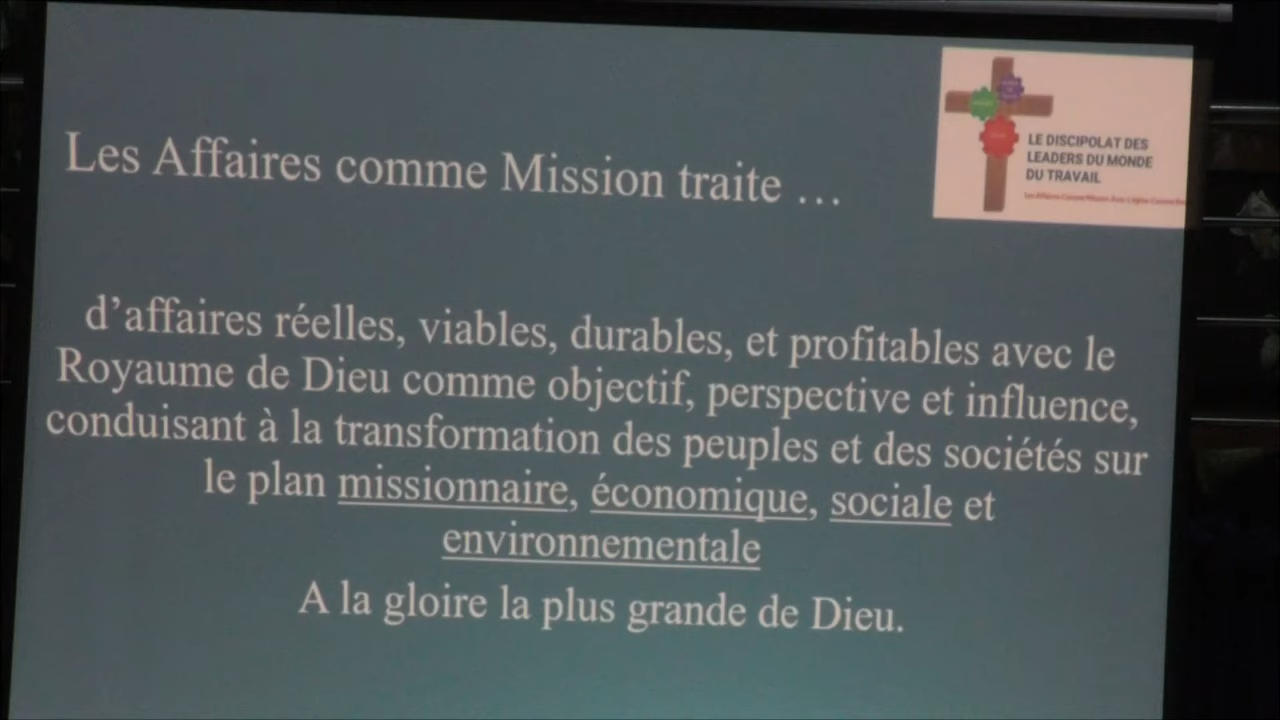 Les Affaires comme Mission traite …
LE DISCIPOLAT DES
LEADERS DU MONDE
DU TRAVAIL
d’affaires réelles, viables, durables, et profitables avec le
Royaume de Dieu comme objectif, perspective et influence,
conduisant à la transformation des peuples et des sociétés sur
le plan missionnaire, économique, sociale et
environnementale
A la gloire la plus grande de Dieu.